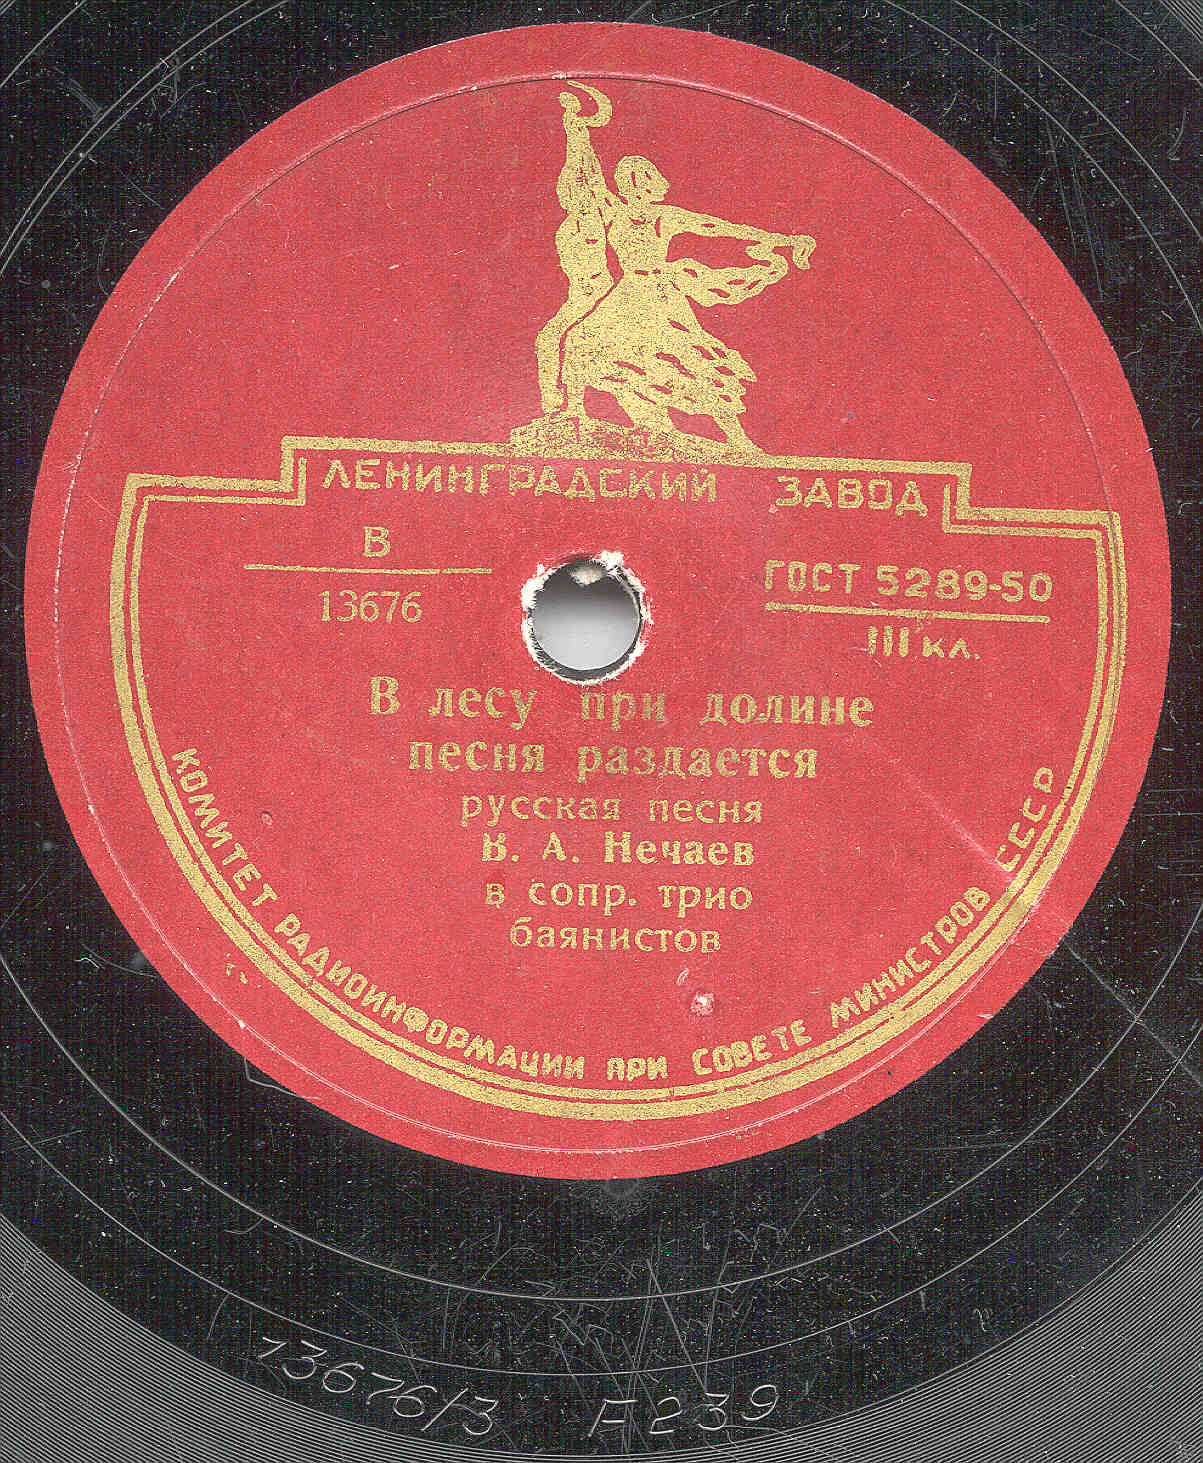 ЛЕНИНГРАДСКИЙ ЗАВОД
В
13676
ГОСТ 5289-50
III кл.
В лесу при долине
песня раздается
русская песня
В. А. Нечаев
в сопр. трио
баянистов
КОМИТЕТ РАДИОИНФОРМАЦИИ ПРИ СОВЕТЕ МИНИСТРОВ СССР
13676/3 А239